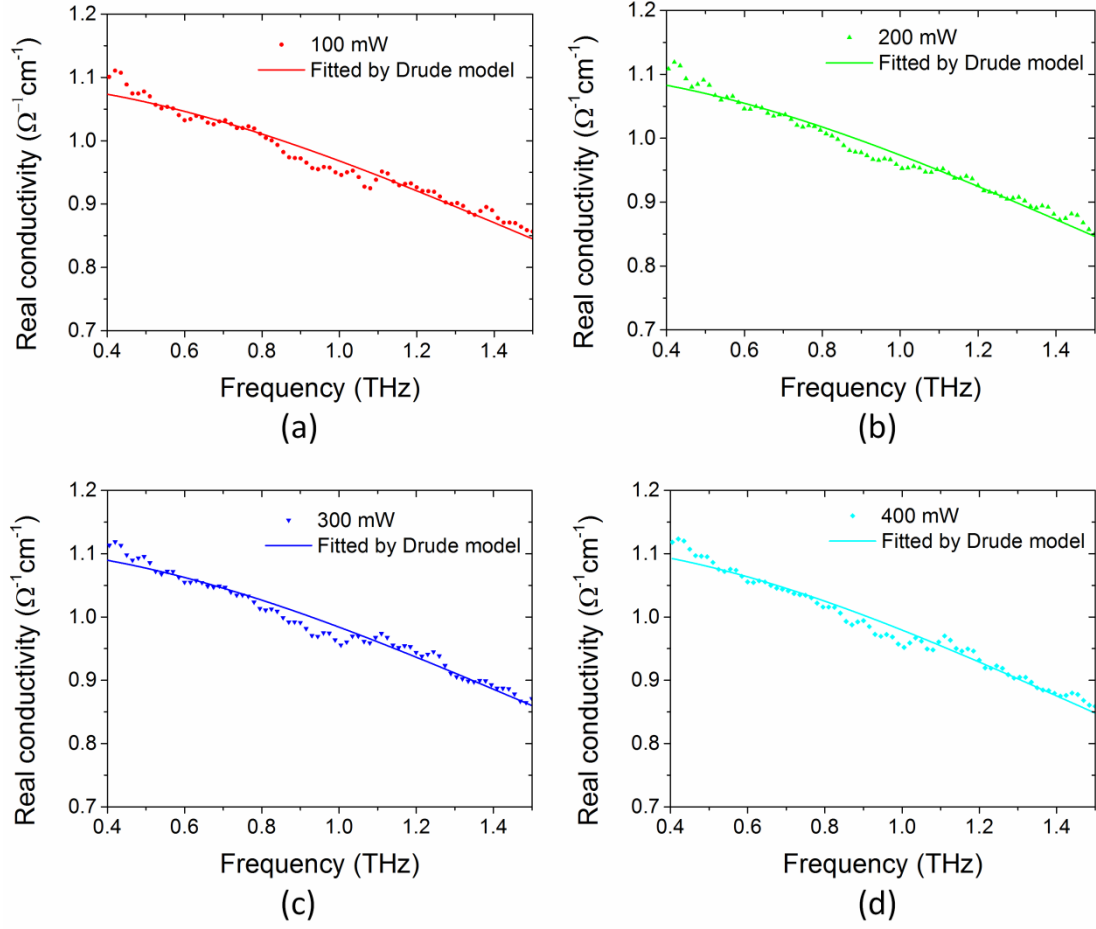 1.2
1.1
1.0
0.9
0.8
0.7
Real conductivity (Ω⁻¹cm⁻¹)
100 mW
Fitted by Drude model
0.4 0.6 0.8 1.0 1.2 1.4
Frequency (THz)
(a)
1.2
1.1
1.0
0.9
0.8
0.7
Real conductivity (Ω⁻¹cm⁻¹)
200 mW
Fitted by Drude model
0.4 0.6 0.8 1.0 1.2 1.4
Frequency (THz)
(b)
1.2
1.1
1.0
0.9
0.8
0.7
Real conductivity (Ω⁻¹cm⁻¹)
300 mW
Fitted by Drude model
0.4 0.6 0.8 1.0 1.2 1.4
Frequency (THz)
(c)
1.2
1.1
1.0
0.9
0.8
0.7
Real conductivity (Ω⁻¹cm⁻¹)
400 mW
Fitted by Drude model
0.4 0.6 0.8 1.0 1.2 1.4
Frequency (THz)
(d)